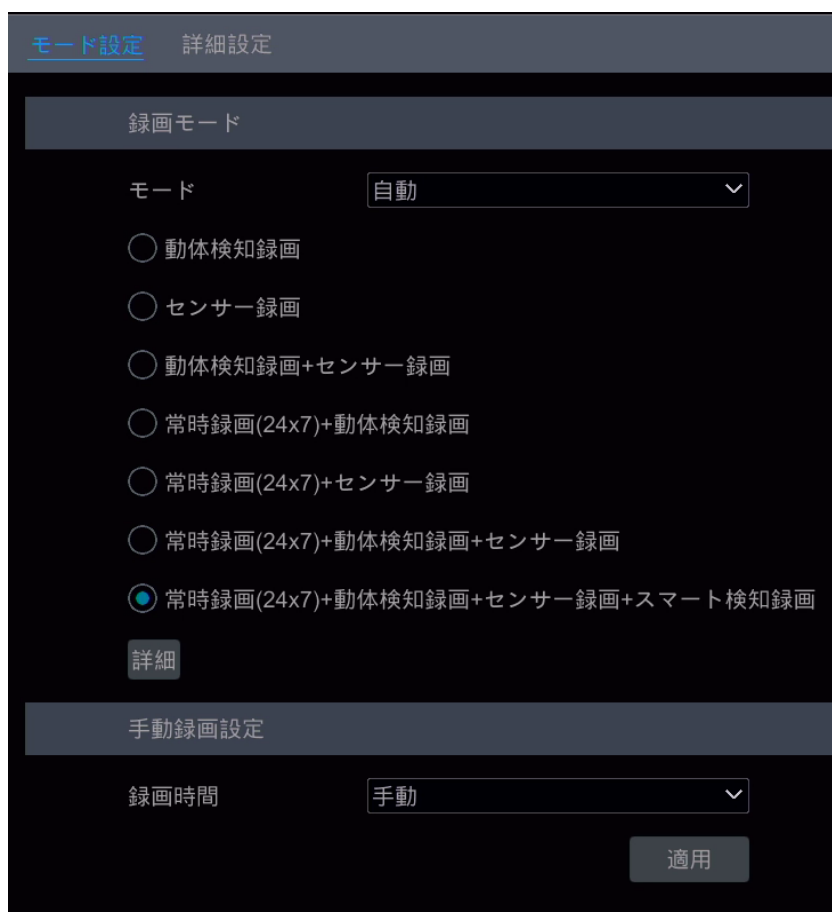 モード設定 詳細設定
録画モード
モード 自動
動体検知録画
センサー録画
動体検知録画+センサー録画
常時録画(24x7)+動体検知録画
常時録画(24x7)+センサー録画
常時録画(24x7)+動体検知録画+センサー録画
常時録画(24x7)+動体検知録画+センサー録画+スマート検知録画
詳細
手動録画設定
録画時間 手動
適用